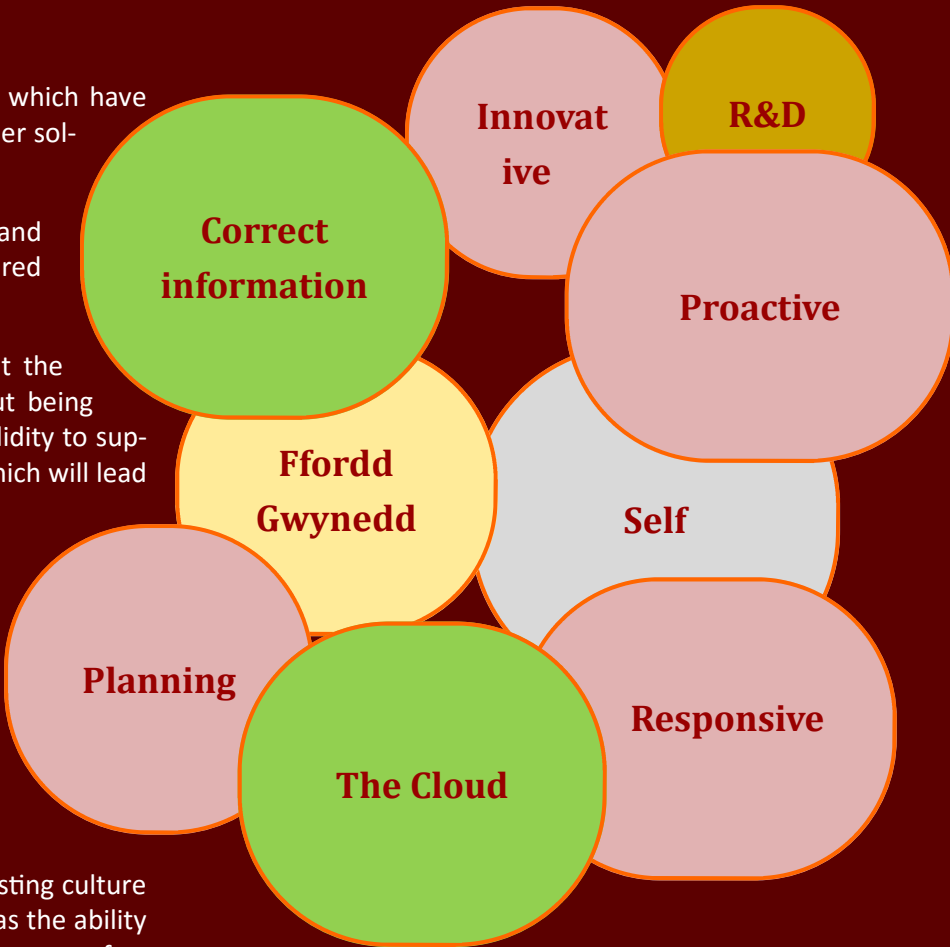 which have
er sol-
and
red
t the
ut being
lidity to sup-
hich will lead
sting culture
as the ability
Innovat
ive
R&D
Correct
information
Proactive
Ffordd
Gwynedd
Self
Planning
Responsive
The Cloud